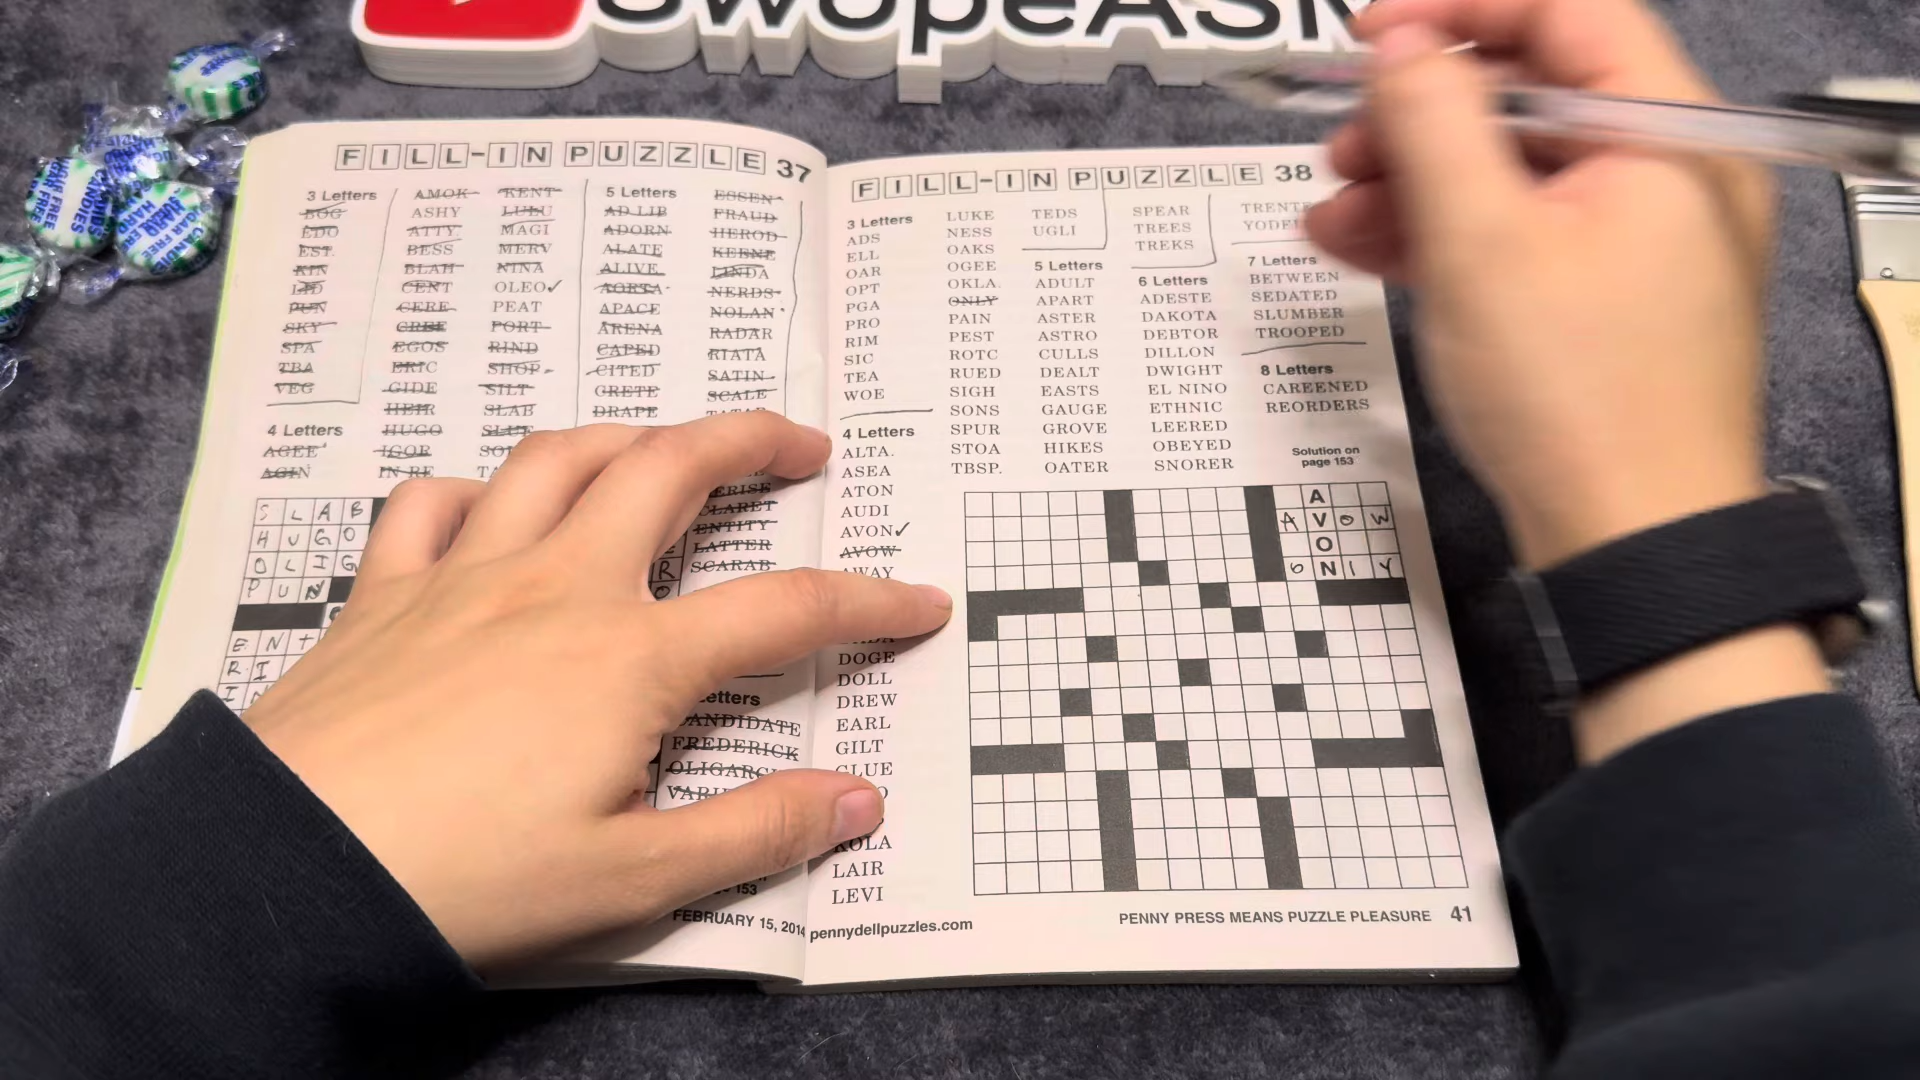 SwopeASM
FILL-IN PUZZLE 37
3 Letters
BOG
EDO
EST.
KIN
LID
PUN
SKY
SPA
TBA
VEG
4 Letters
AGEE
AGIN
AMOK
ASHY
ATTY.
BESS
BLAH
CENT
CERE
CREE
EGOS
ERIC
GIDE
HEIR
HUGO
IGOR
IN RE
KENT
LULU
MAGI
MERV
NINA
OLEO✓
PEAT
PORT
RIND
SHOP
SILT
SLAB
SLUE
5 Letters
AD LIB
ADORN
ALATE
ALIVE
AORTA
APACE
ARENA
CAPED
CITED
GRETE
DRAPE
ESSEN
FRAUD
HEROD
KEENE
LINDA
NERDS
NOLAN
RADAR
RIATA
SATIN
SCALE
TATAR
CLARET
ENTITY
LATTER
SCARAB
Letters
CANDIDATE
FREDERICK
S L A B
H U G O
O L I G
P U N
E N T
R I
I N
153
FEBRUARY 15, 2014
FILL-IN PUZZLE 38
3 Letters
ADS
ELL
OAR
OPT
PGA
PRO
RIM
SIC
TEA
WOE
4 Letters
ALTA.
ASEA
ATON
AUDI
AVON✓
AVOW
AWAY
DOGE
DOLL
DREW
EARL
GILT
GLUE
KOLA
LAIR
LEVI
LUKE
NESS
OAKS
OGEE
OKLA.
ONLY
PAIN
PEST
ROTC
RUED
SIGH
SONS
SPUR
STOA
TBSP.
TEDS
UGLI
5 Letters
ADULT
APART
ASTER
ASTRO
CULLS
DEALT
EASTS
GAUGE
GROVE
HIKES
OATER
SPEAR
TREES
TREKS
6 Letters
ADESTE
DAKOTA
DEBTOR
DILLON
DWIGHT
EL NINO
ETHNIC
LEERED
OBEYED
SNORER
TRENTE
YODEL
7 Letters
BETWEEN
SEDATED
SLUMBER
TROOPED
8 Letters
CAREENED
REORDERS
Solution on
page 153
A
A V O W
O
O N l Y
pennydellpuzzles.com
PENNY PRESS MEANS PUZZLE PLEASURE 41